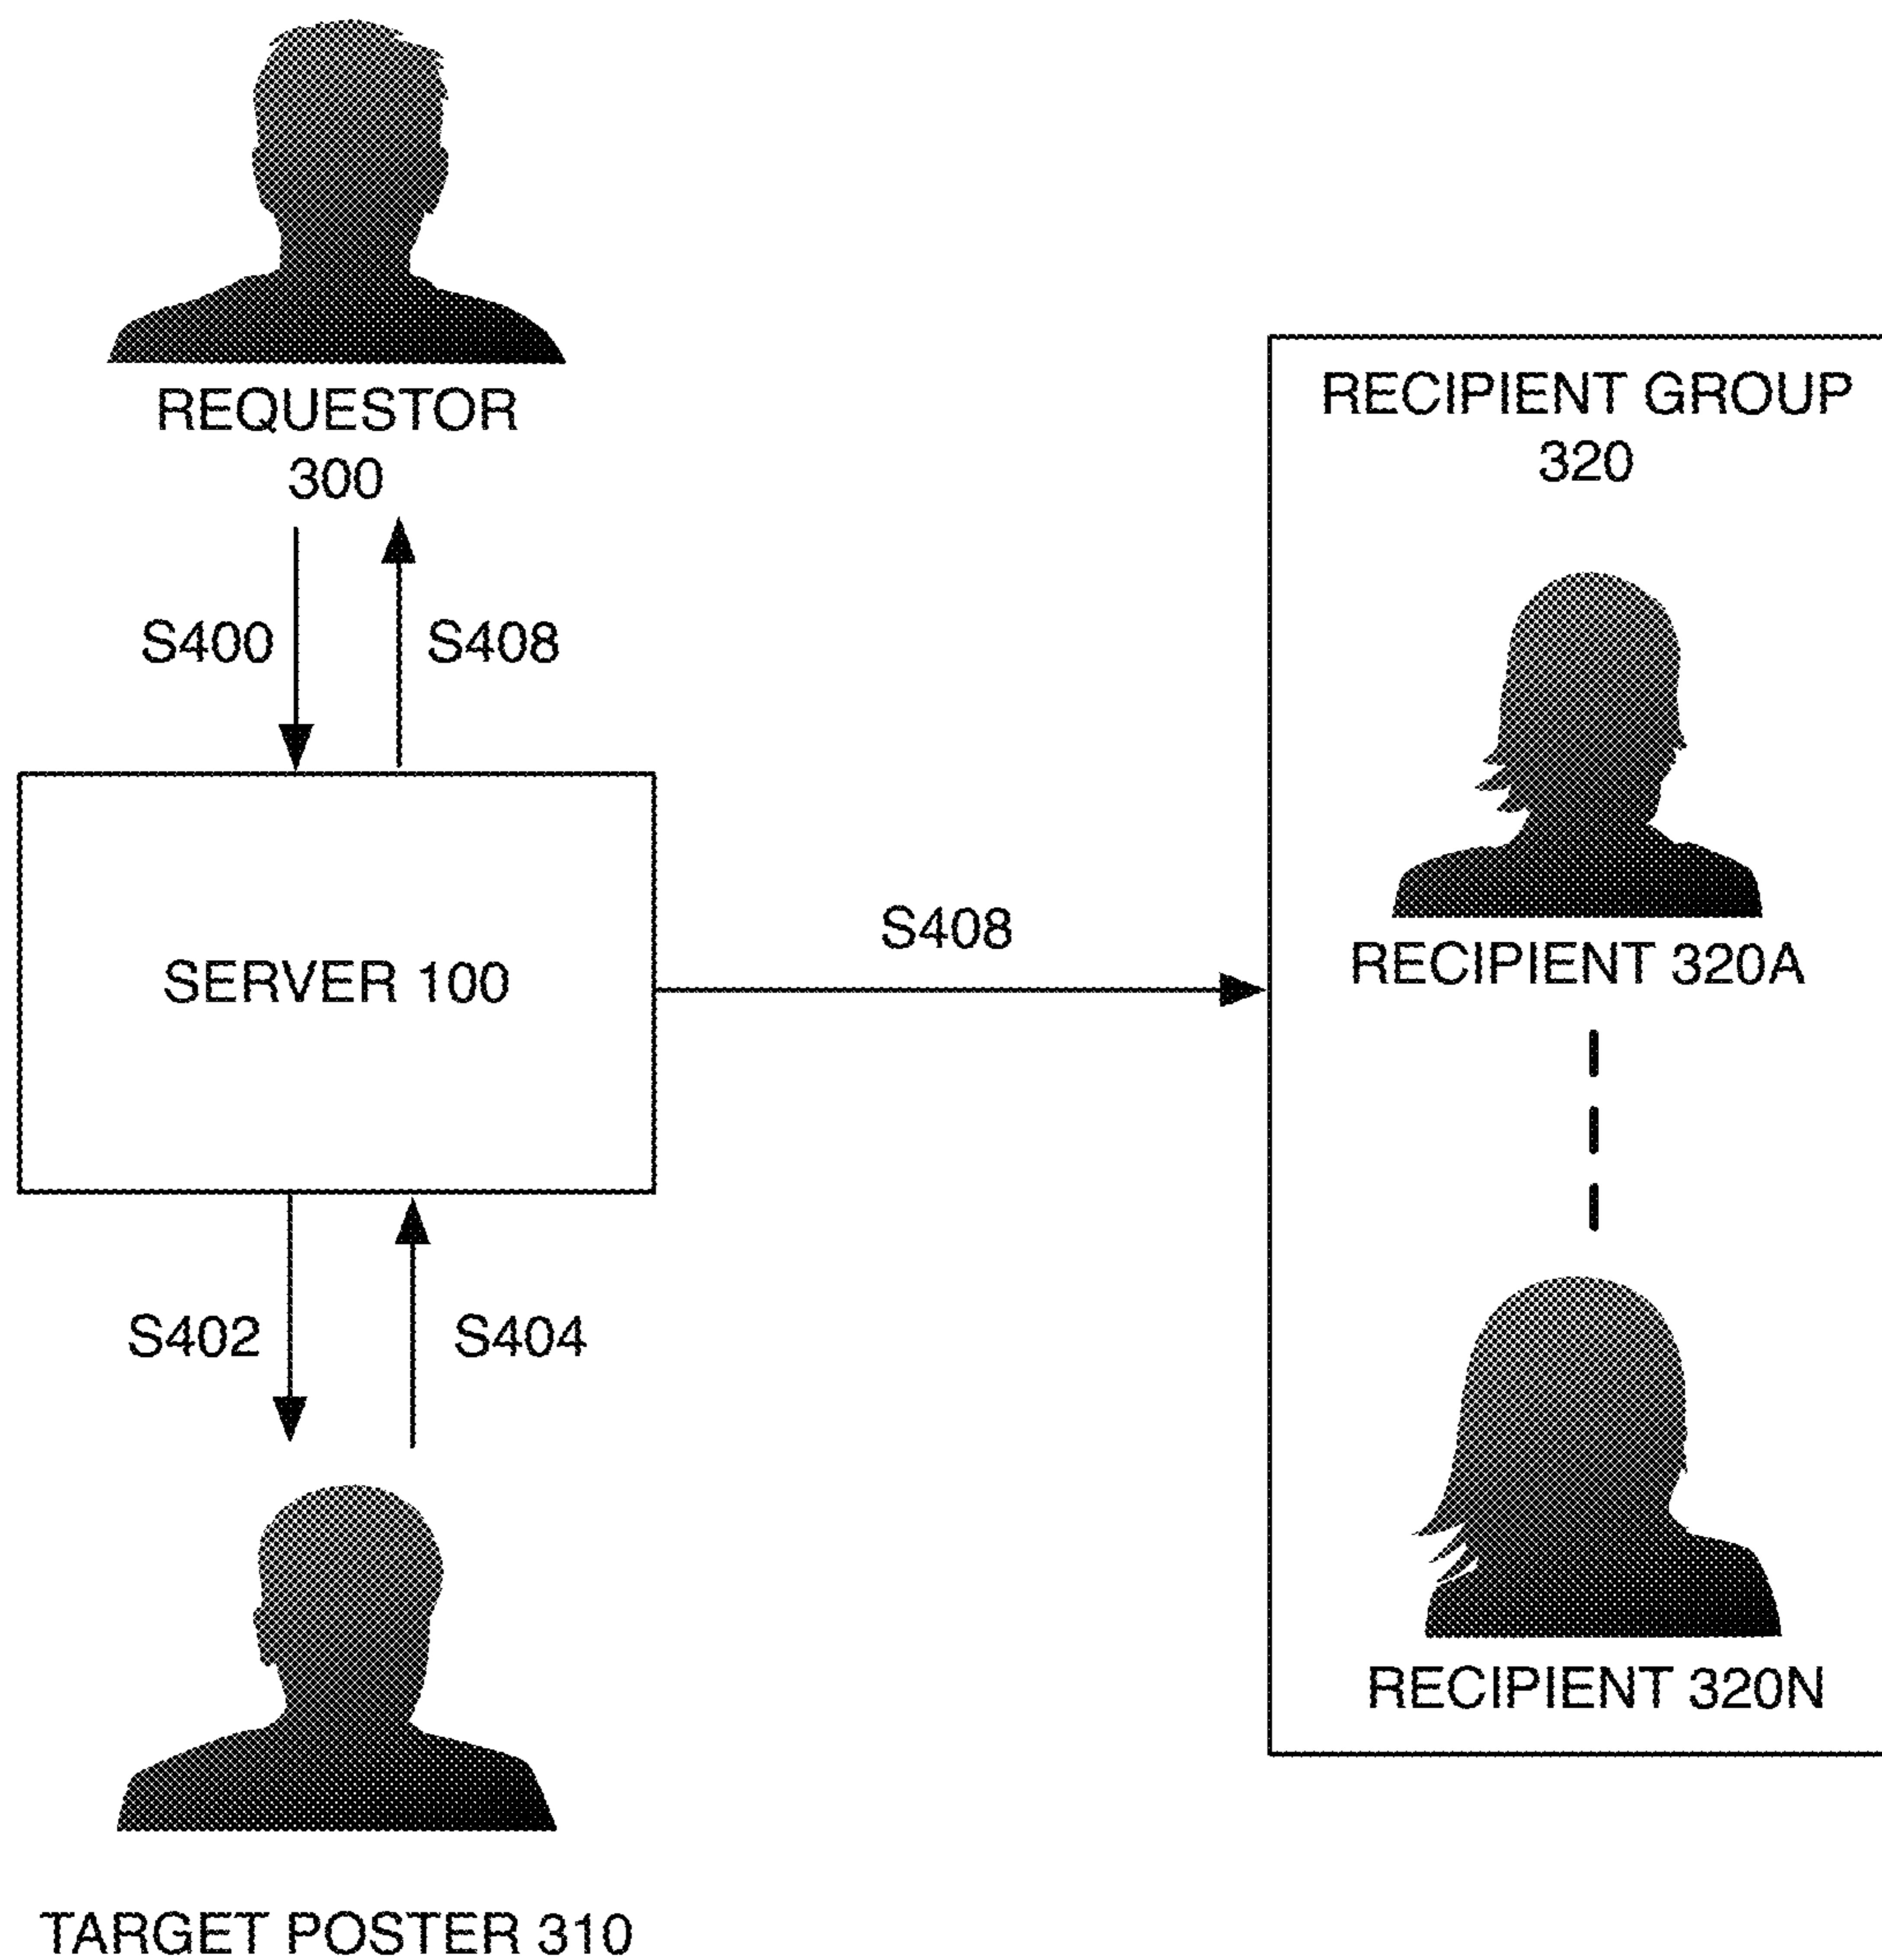 REQUESTOR
300
S400
S408
SERVER 100
S402
S404
TARGET POSTER 310
S408
RECIPIENT GROUP
320
RECIPIENT 320A
RECIPIENT 320N